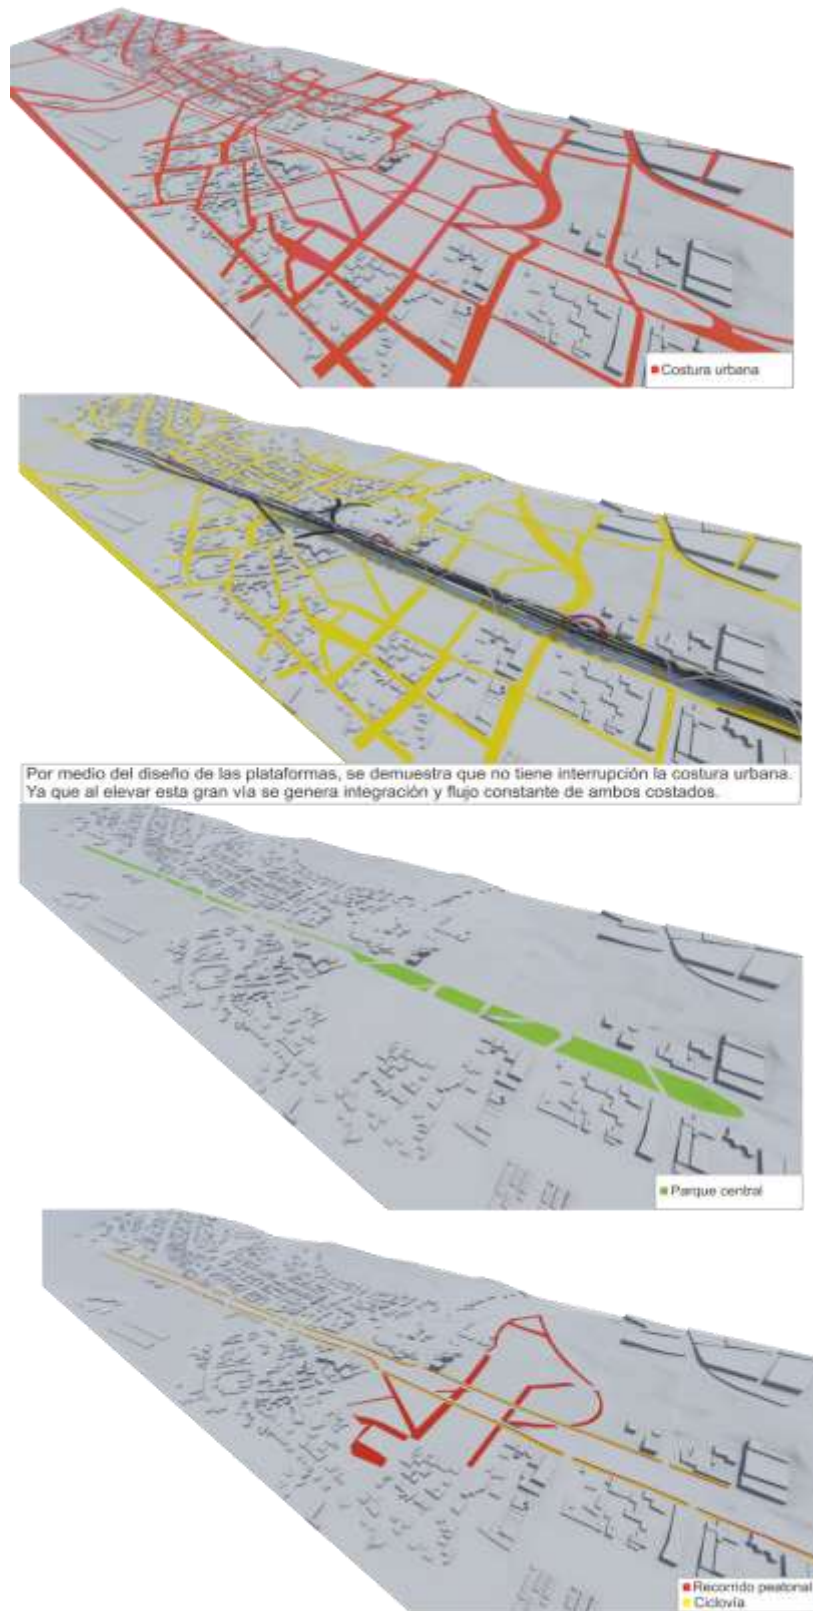 Costura urbana
Por medio del diseño de las plataformas, se demuestra que no tiene interrupción la costura urbana.
Ya que al elevar esta gran vía se genera integración y flujo constante de ambos costados.
Parque central
Recorrido peatonal
Ciclovía